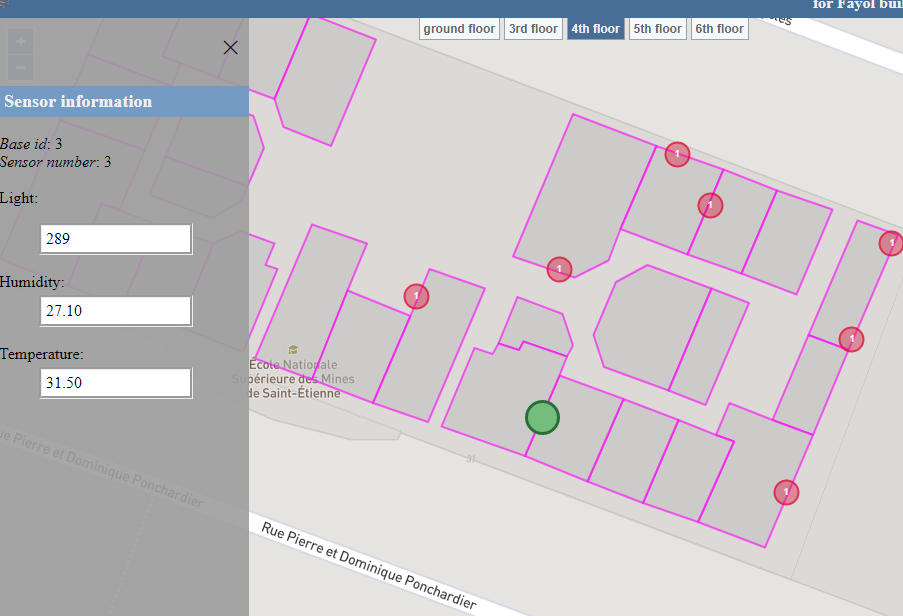 for Fayol
ground floor 3rd floor 4th floor 5th floor 6th floor
+
−
Sensor information
Base id: 3
Sensor number: 3
Light:
289
Humidity:
27.10
Temperature:
31.50
1
1
1
1
1
1
1
École Nationale
Supérieure des Mines
de Saint-Étienne
31
Rue Pierre et Dominique Ponchardier
Rue Pierre et Dominique Ponchardier